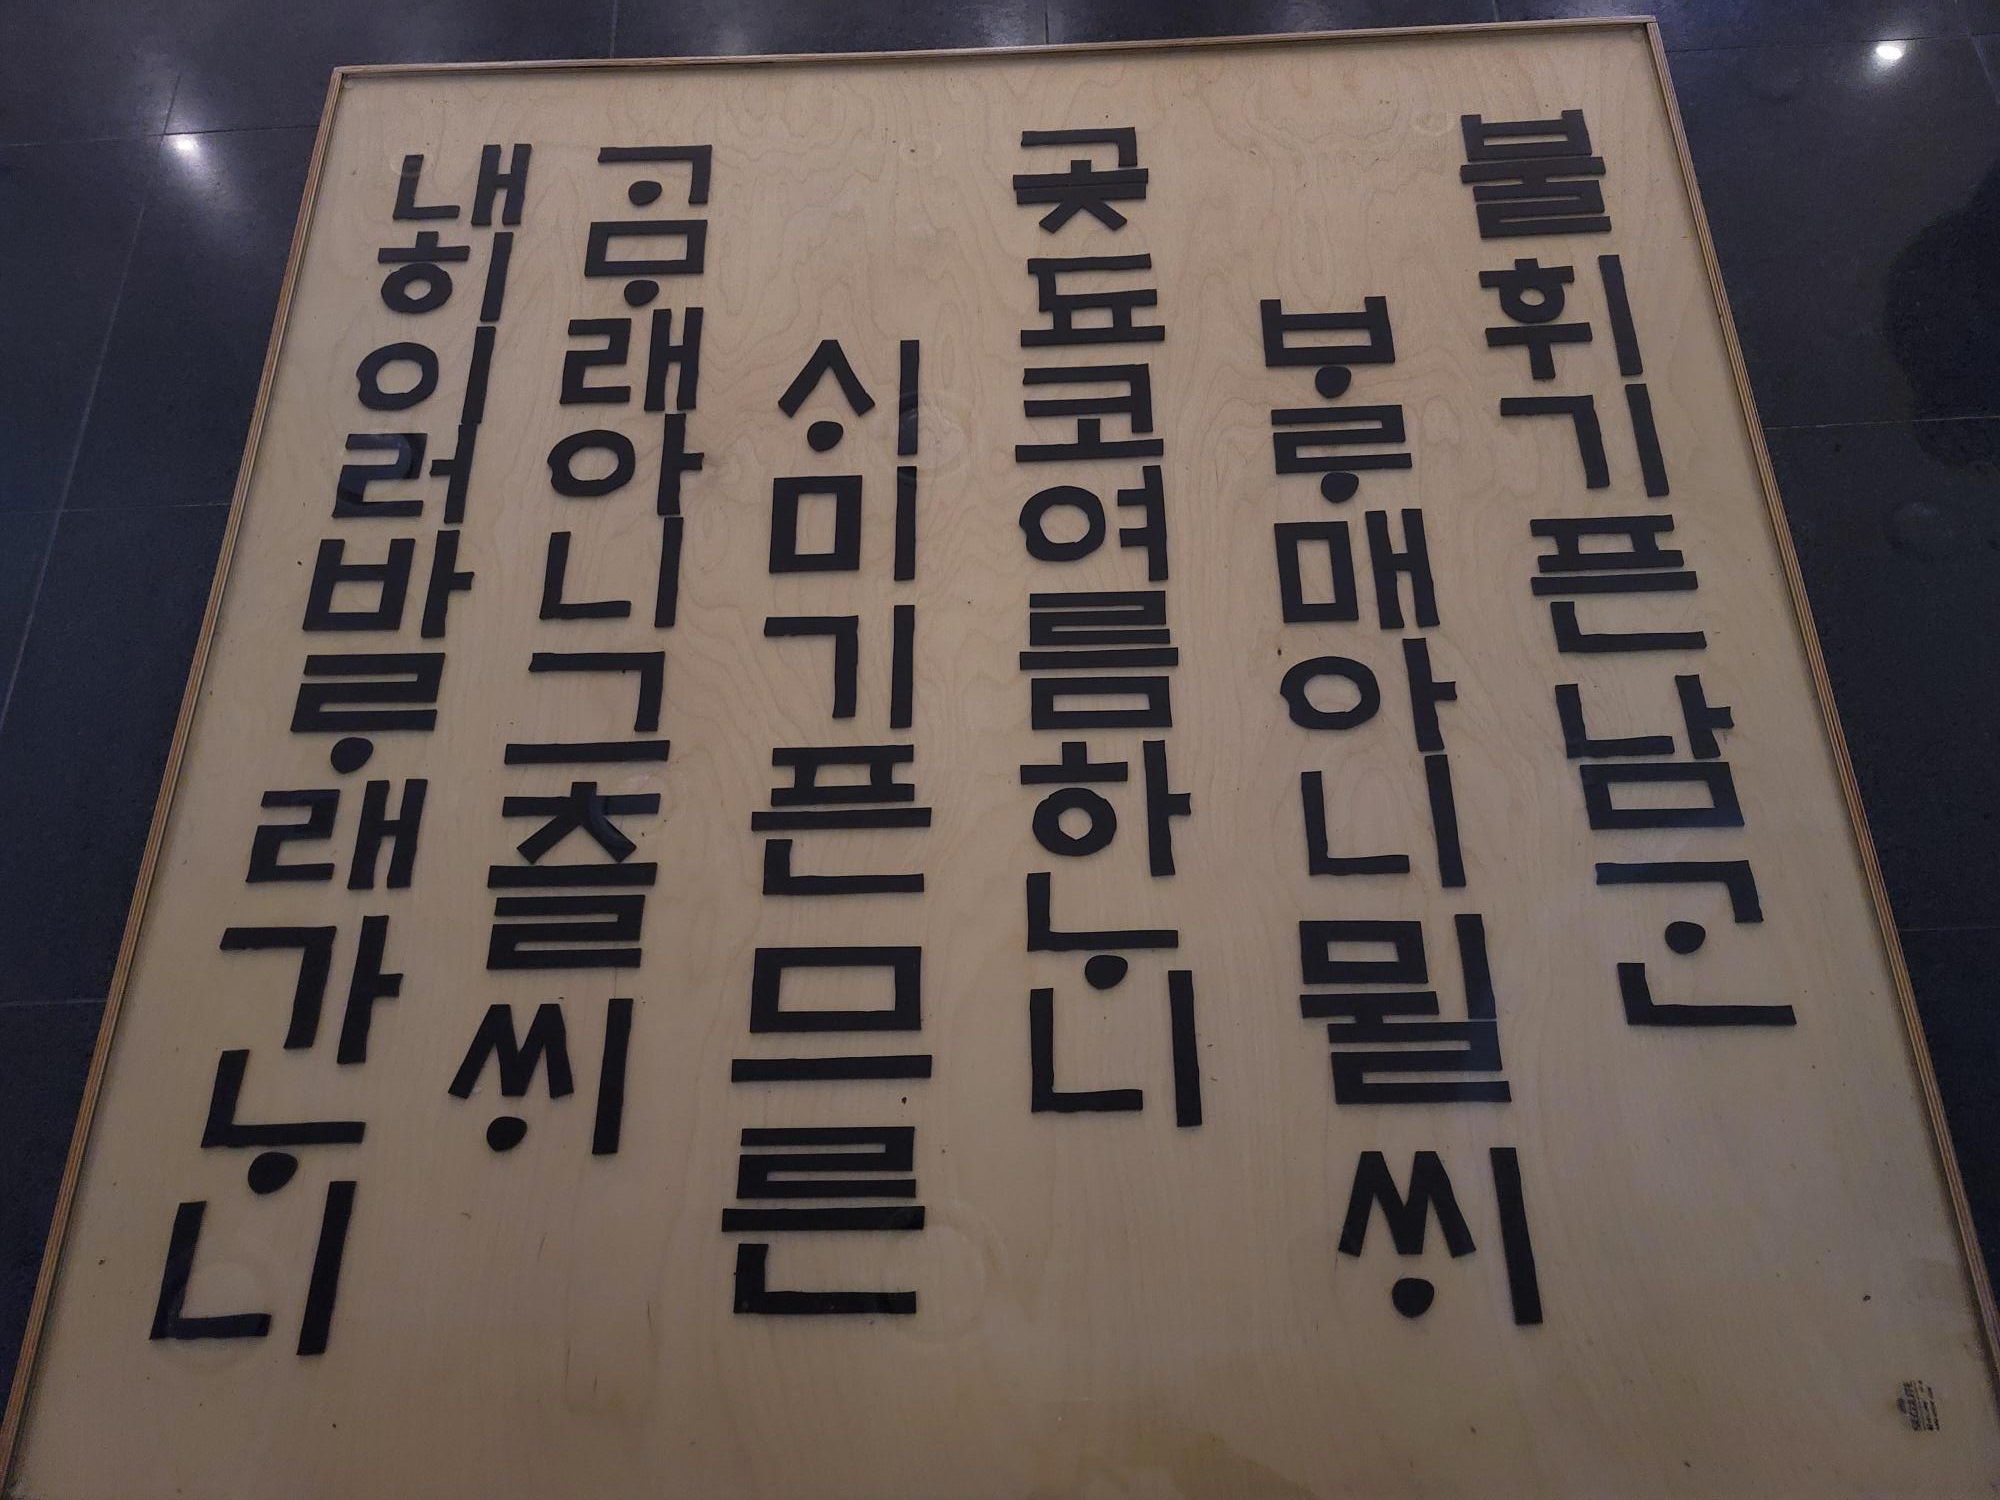 불휘기픈남ᄀᆞᆫ
ᄇᆞᄅᆞ매아니뮐ᄊᆡ
곶됴코여름하ᄂᆞ니
ᄉᆡ미기픈므른
ᄀᆞᄆᆞ래아니그츨ᄊᆡ
내히이러바ᄅᆞ래가ᄂᆞ니